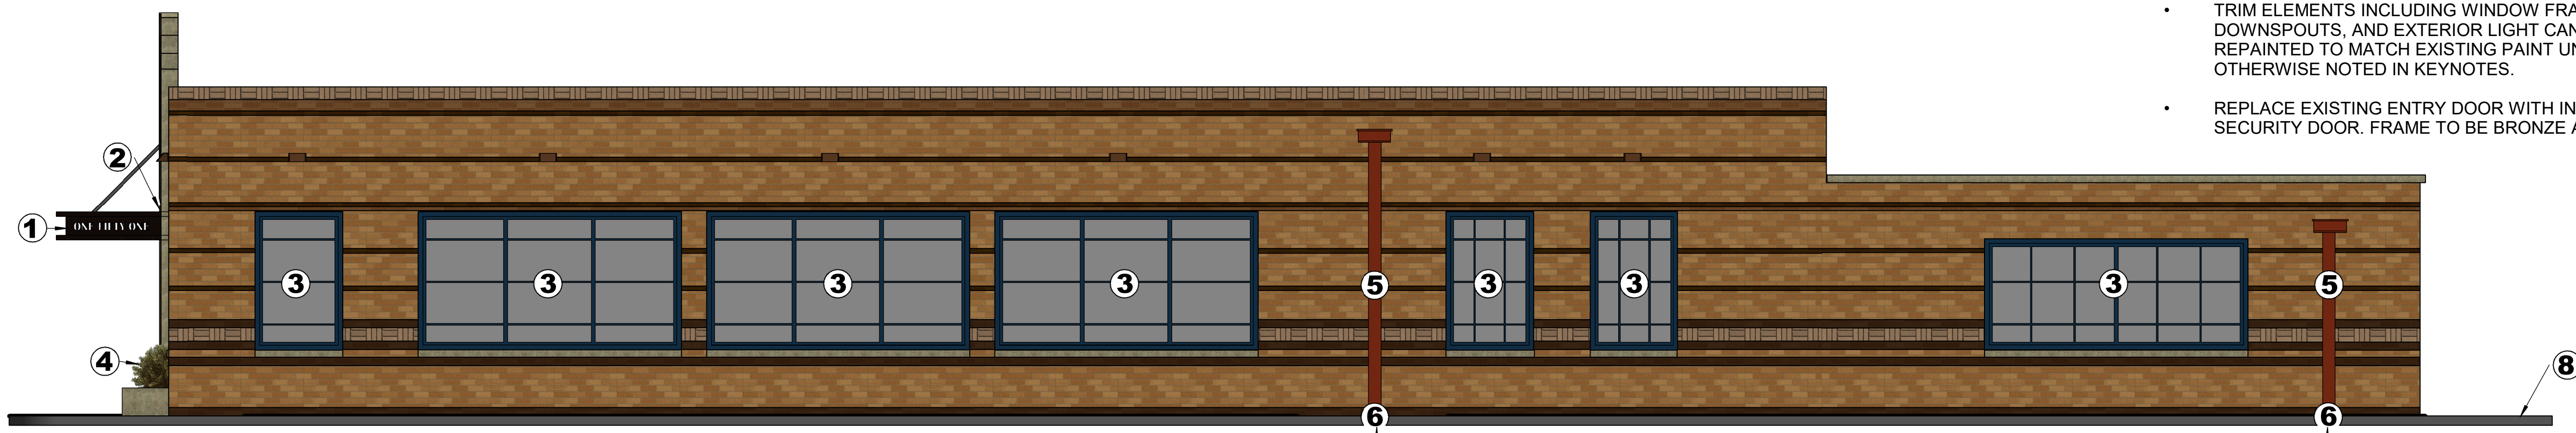 • TRIM ELEMENTS INCLUDING WINDOW FRA
DOWNSPOUTS, AND EXTERIOR LIGHT CAN
REPAINTED TO MATCH EXISTING PAINT UN
OTHERWISE NOTED IN KEYNOTES.
• REPLACE EXISTING ENTRY DOOR WITH IN
SECURITY DOOR. FRAME TO BE BRONZE A
2
1
ONE FIFTY ONE
3
3
3
3
5
3
3
3
5
4
8
6
6